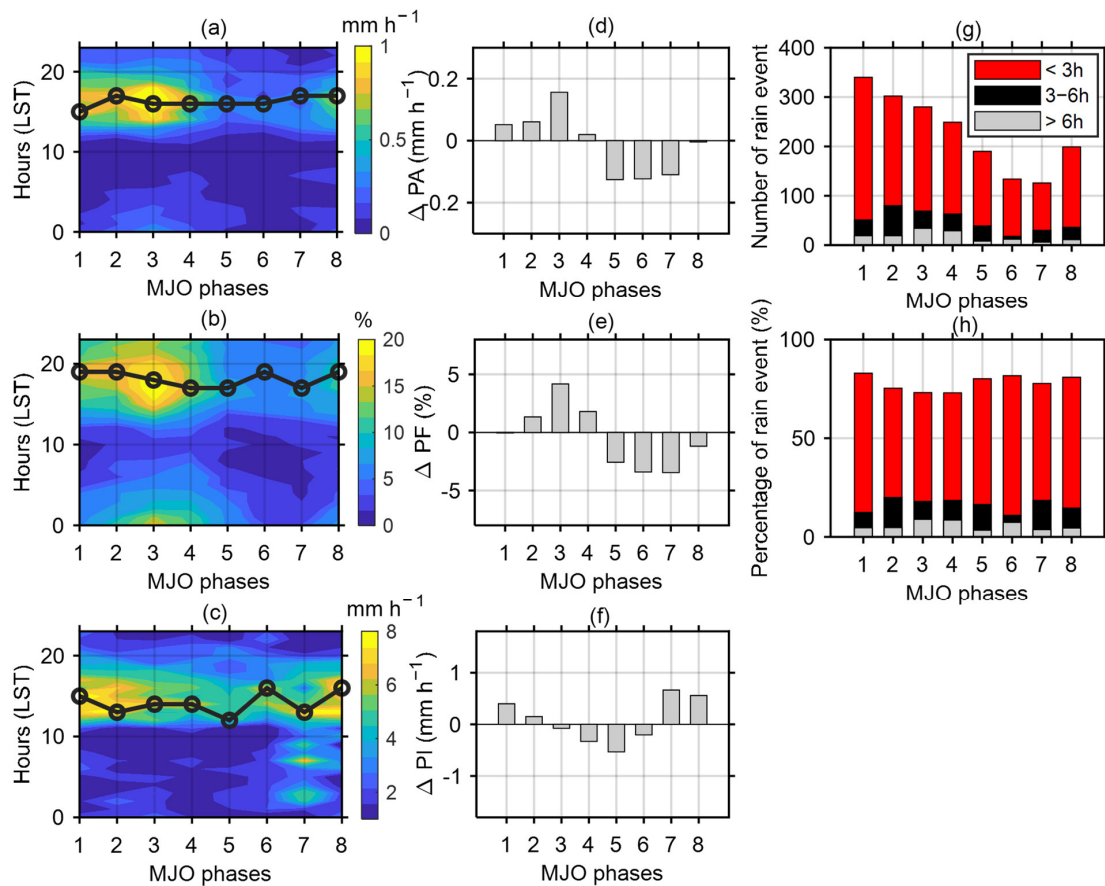 (a)
mm h⁻¹
Hours (LST)
20
10
0
1
0.5
0
1 2 3 4 5 6 7 8
MJO phases
(d)
Δ PA (mm h⁻¹)
0.2
0
0.2
1 2 3 4 5 6 7 8
MJO phases
(g)
Number of rain event
400
300
200
100
0
< 3h
3−6h
> 6h
1 2 3 4 5 6 7 8
MJO phases
(b)
%
Hours (LST)
20
10
0
20
15
10
5
0
1 2 3 4 5 6 7 8
MJO phases
(e)
Δ PF (%)
5
0
-5
1 2 3 4 5 6 7 8
MJO phases
(h)
Percentage of rain event (%)
100
50
0
1 2 3 4 5 6 7 8
MJO phases
(c)
mm h⁻¹
Hours (LST)
20
10
0
8
6
4
2
1 2 3 4 5 6 7 8
MJO phases
(f)
Δ PI (mm h⁻¹)
1
0
-1
1 2 3 4 5 6 7 8
MJO phases